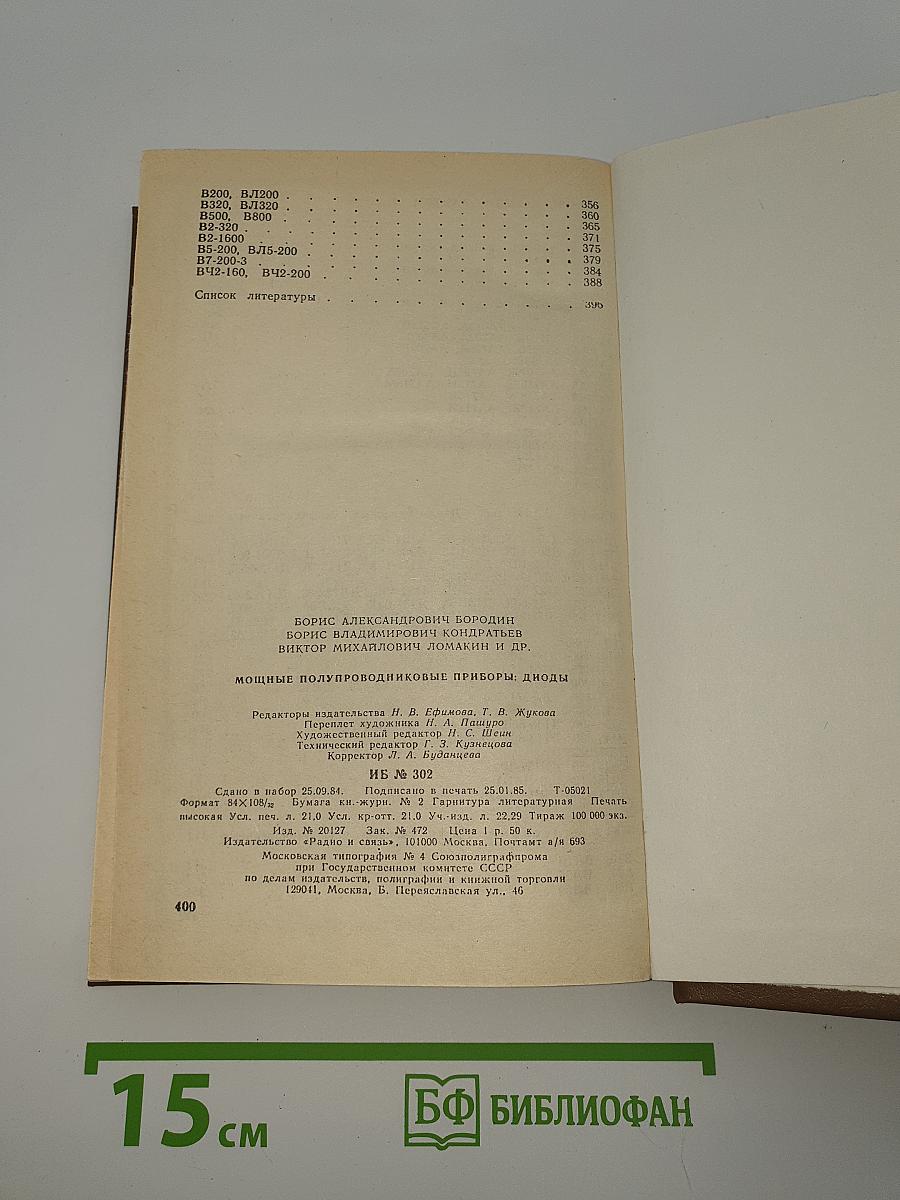 В200, ВЛ200 . . . . . . . . . . . . . 356
В320, ВЛ320 . . . . . . . . . . . . . 360
В500, В800 . . . . . . . . . . . . . 365
В2-320 . . . . . . . . . . . . . . . 371
В2-1600 . . . . . . . . . . . . . . 375
В5-200, ВЛ5-200 . . . . . . . . . . . 379
В7-200-3 . . . . . . . . . . . . . . 384
ВЧ2-160, ВЧ2-200 . . . . . . . . . . . 388
Список литературы . . . . . . . . . . . 396
БОРИС АЛЕКСАНДРОВИЧ БОРОДИН
БОРИС ВЛАДИМИРОВИЧ КОНДРАТЬЕВ
ВИКТОР МИХАЙЛОВИЧ ЛОМАКИН И ДР.
МОЩНЫЕ ПОЛУПРОВОДНИКОВЫЕ ПРИБОРЫ: ДИОДЫ
Редакторы издательства Н. В. Ефимова, Т. В. Жукова
Переплет художника Н. А. Пашуро
Художественный редактор Н. С. Шеин
Технический редактор Г. З. Кузнецова
Корректор Л. А. Буданцева
ИБ № 302
Сдано в набор 25.09.84. Подписано в печать 25.01.85. Т-05021
Формат 84×108/32 Бумага кн.-журн. № 2 Гарнитура литературная Печать
высокая Усл. печ. л. 21,0 Усл. кр-отт. 21,0 Уч.-изд. л. 22,29 Тираж 100 000 экз.
Изд. № 20127 Зак. № 472 Цена 1 р. 50 к.
Издательство «Радио и связь», 101000 Москва, Почтамт а/я 693
Московская типография № 4 Союзполиграфпрома
при Государственном комитете СССР
по делам издательств, полиграфии и книжной торговли
129041, Москва, Б. Переяславская ул., 46
400
15 см
БФ БИБЛИОФАН